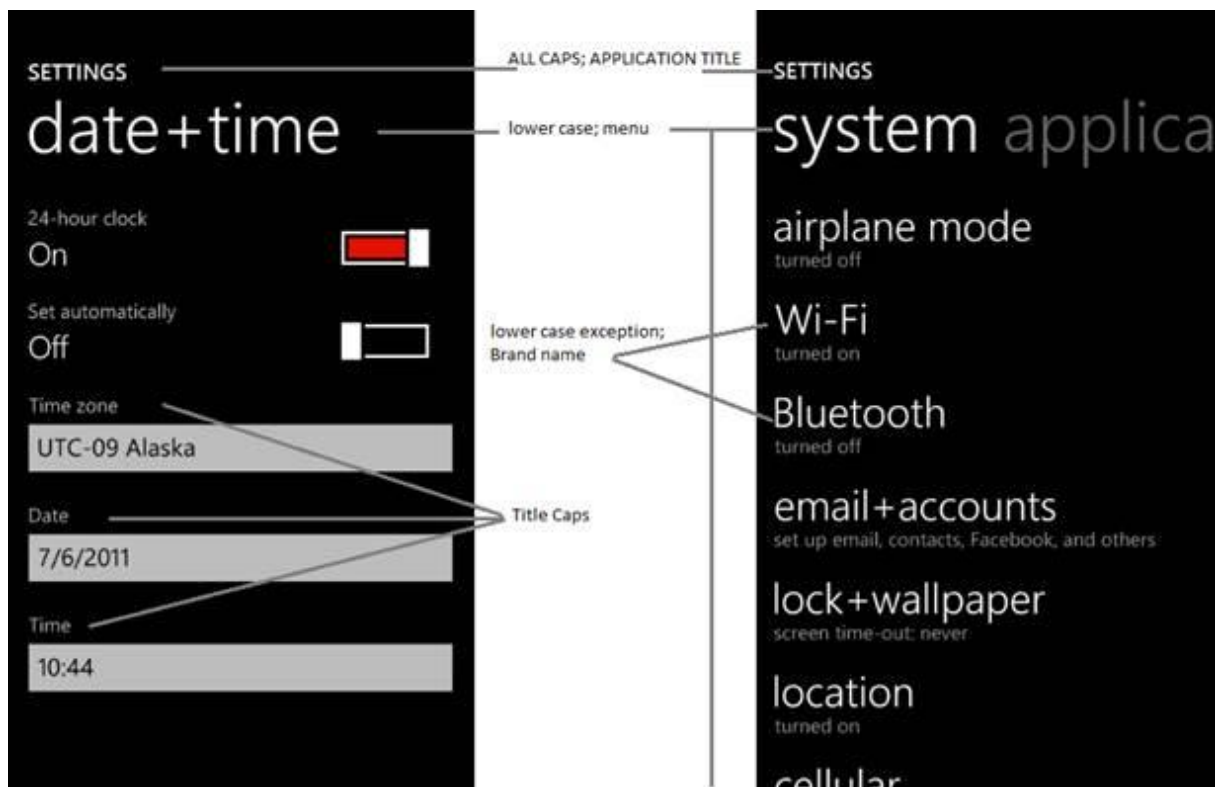 SETTINGS
date+time
24-hour clock
On
Set automatically
Off
Time zone
UTC-09 Alaska
Date
7/6/2011
Time
10:44
ALL CAPS; APPLICATION TITLE
lower case; menu
lower case exception;
Brand name
Title Caps
SETTINGS
system applica
airplane mode
turned off
Wi-Fi
turned on
Bluetooth
turned off
email+accounts
set up email, contacts, Facebook, and others
lock+wallpaper
screen time-out: never
location
turned on
cellular